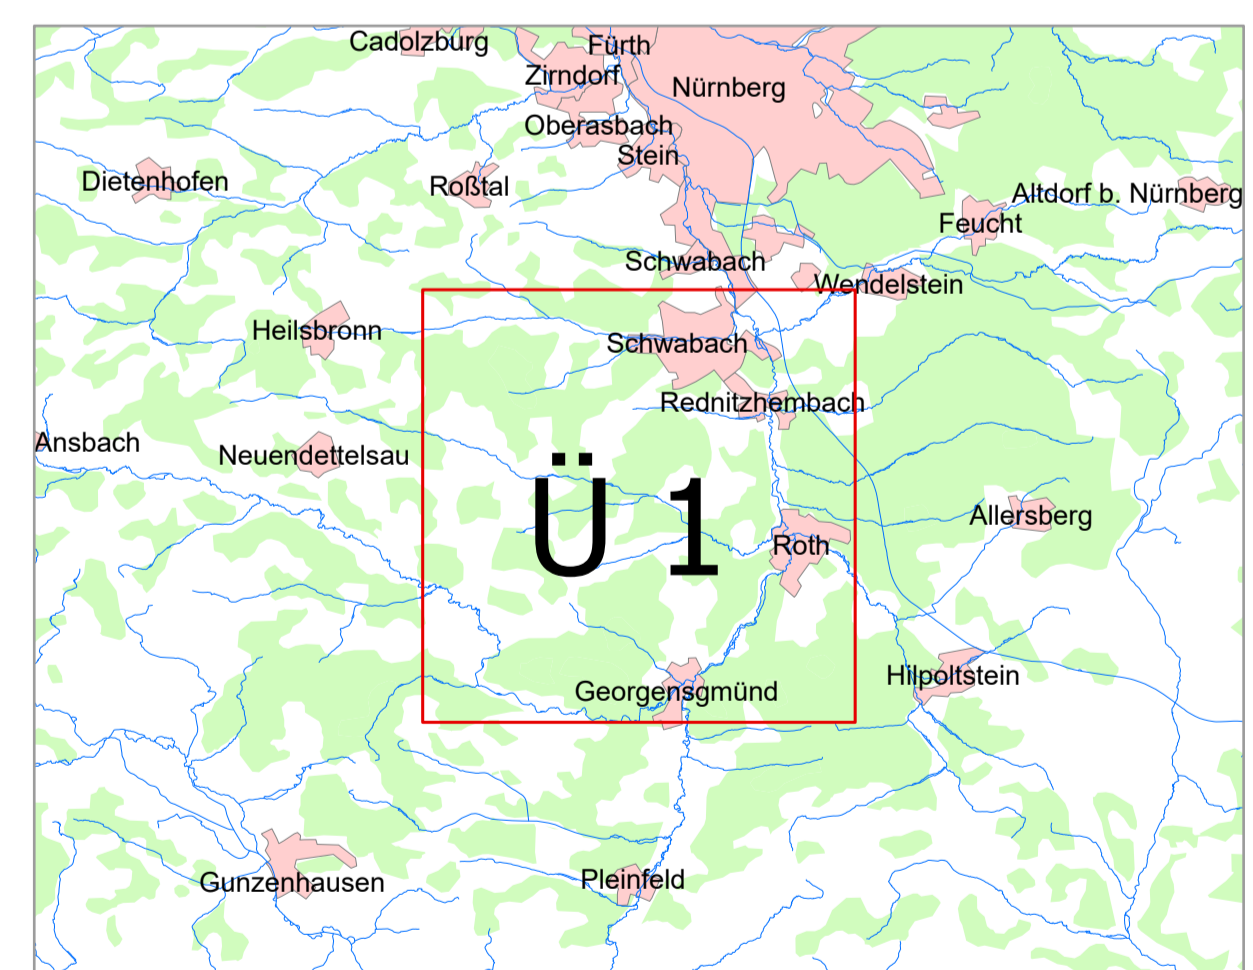 Cadolzburg
Fürth
Zirndorf
Nürnberg
Oberasbach
Stein
Dietenhofen
Roßtal
Altdorf b. Nürnberg
Feucht
Schwabach
Wendelstein
Heilsbronn
Schwabach
Rednitzhembach
Ansbach
Neuendettelsau
Ü 1
Allersberg
Roth
Hilpoltstein
Georgensgmünd
Gunzenhausen
Pleinfeld